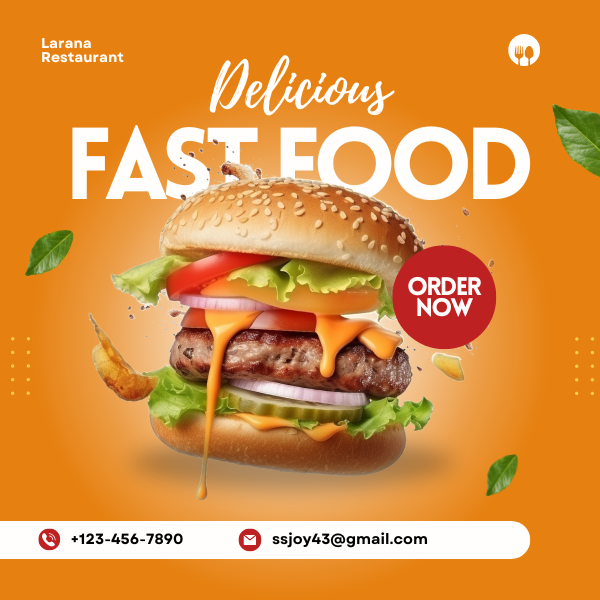 Larana
Restaurant
Delicious
FAST FOOD
ORDER
NOW
+123-456-7890
ssjoy43@gmail.com